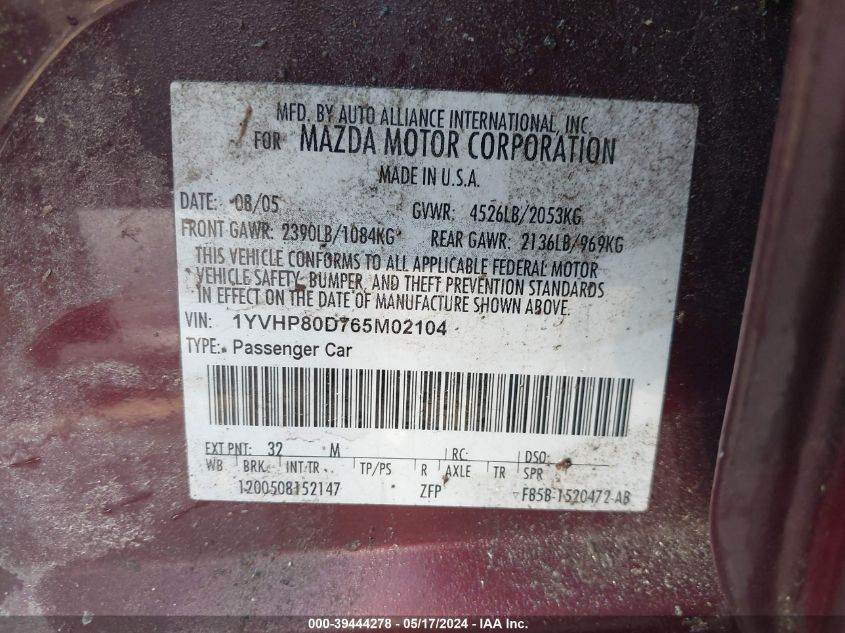 MFD. BY AUTO ALLIANCE INTERNATIONAL, INC.
FOR MAZDA MOTOR CORPORATION
MADE IN U.S.A.
DATE: 08/05 GVWR: 4526LB/2053KG
FRONT GAWR: 2390LB/1084KG REAR GAWR: 2136LB/969KG
THIS VEHICLE CONFORMS TO ALL APPLICABLE FEDERAL MOTOR
VEHICLE SAFETY, BUMPER, AND THEFT PREVENTION STANDARDS
IN EFFECT ON THE DATE OF MANUFACTURE SHOWN ABOVE.
VIN: 1YVHP80D765M02104
TYPE: Passenger Car
EXT PNT: 32 M RC: DSO:
WB BRK INT TR TP/PS R AXLE TR SPR
1200508152147 ZFP F85B-1520472-AB
000-39444278 - 05/17/2024 - IAA Inc.